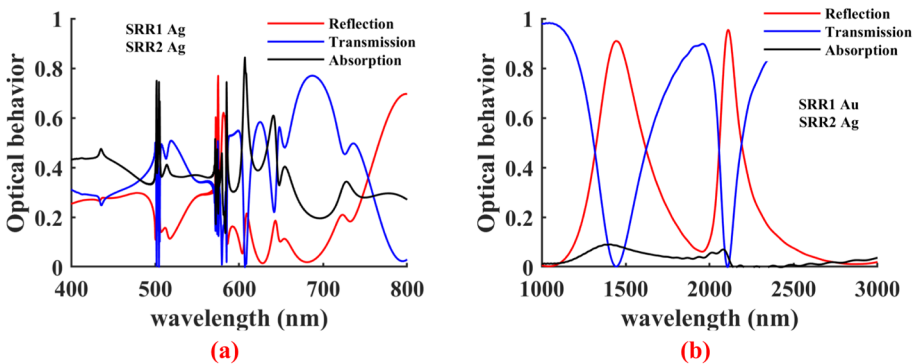 SRR1 Ag
SRR2 Ag
Reflection
Transmission
Absorption
Optical behavior
1
0.8
0.6
0.4
0.2
0
400 500 600 700 800
wavelength (nm)
(a)
Reflection
Transmission
Absorption
SRR1 Au
SRR2 Ag
Optical behavior
1
0.8
0.6
0.4
0.2
0
1000 1500 2000 2500 3000
wavelength (nm)
(b)